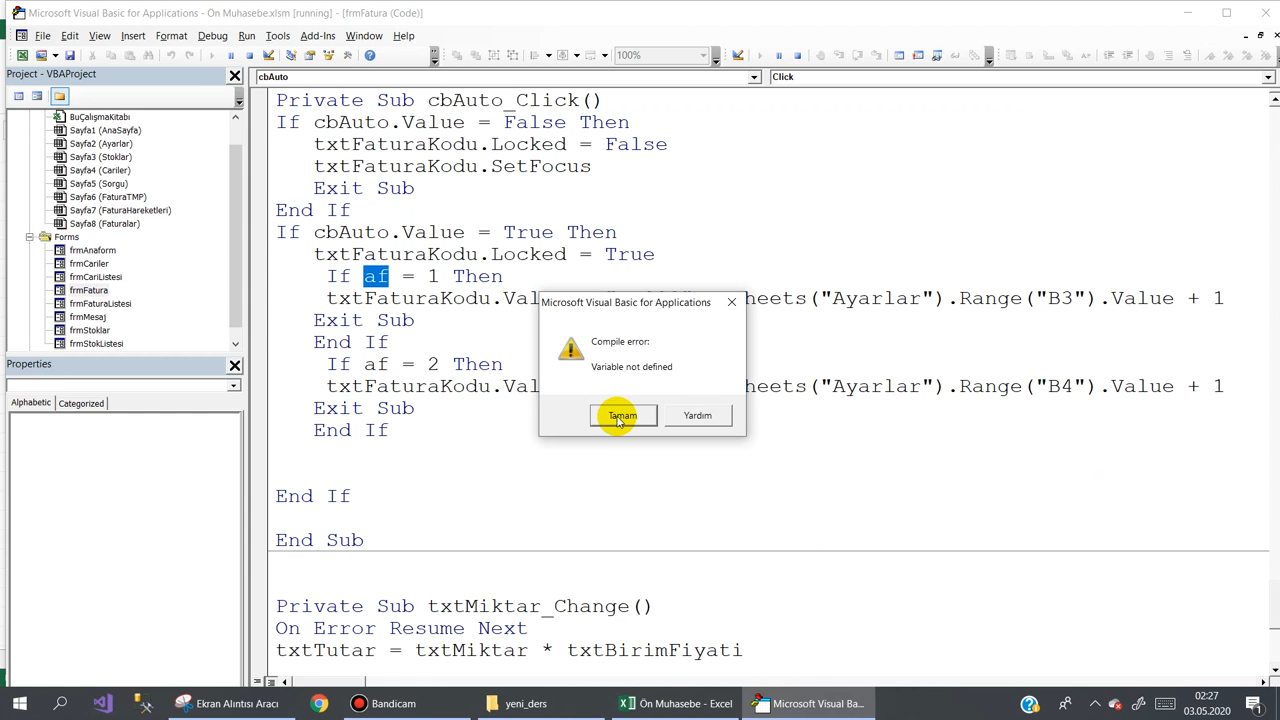 Microsoft Visual Basic for Applications - Ön Muhasebe.xlsm [running] - [frmFatura (Code)]
File Edit View Insert Format Debug Run Tools Add-Ins Window Help
100%
Project - VBAProject
cbAuto
Click
BuÇalışmaKitabı
Sayfa1 (AnaSayfa)
Sayfa2 (Ayarlar)
Sayfa3 (Stoklar)
Sayfa4 (Cariler)
Sayfa5 (Sorgu)
Sayfa6 (FaturaTMP)
Sayfa7 (FaturaHareketleri)
Sayfa8 (Faturalar)
Forms
frmAnaform
frmCariler
frmCariListesi
frmFatura
frmFaturaListesi
frmMesaj
frmStoklar
frmStokListesi
Properties
Alphabetic Categorized
Private Sub cbAuto_Click()
If cbAuto.Value = False Then
txtFaturaKodu.Locked = False
txtFaturaKodu.SetFocus
Exit Sub
End If
If cbAuto.Value = True Then
txtFaturaKodu.Locked = True
If af = 1 Then
txtFaturaKodu.Val heets("Ayarlar").Range("B3").Value + 1
Exit Sub
End If
If af = 2 Then
txtFaturaKodu.Val heets("Ayarlar").Range("B4").Value + 1
Exit Sub
End If
End If
End Sub
Private Sub txtMiktar_Change()
On Error Resume Next
txtTutar = txtMiktar * txtBirimFiyati
Microsoft Visual Basic for Applications
Compile error:
Variable not defined
Tamam Yardım
Ekran Alıntısı Aracı
Bandicam
yeni_ders
Ön Muhasebe - Excel
Microsoft Visual Ba...
02:27
03.05.2020
1